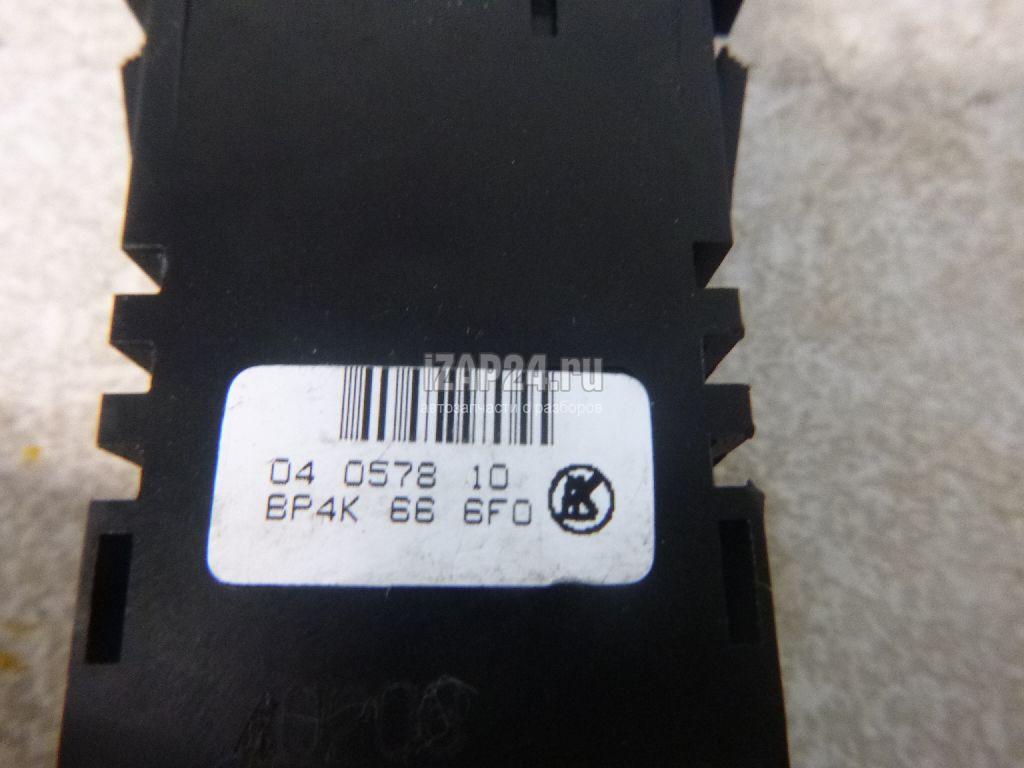 iZAP24.ru
автозапчасти с разборов
04 0578 10
BP4K 66 6F0